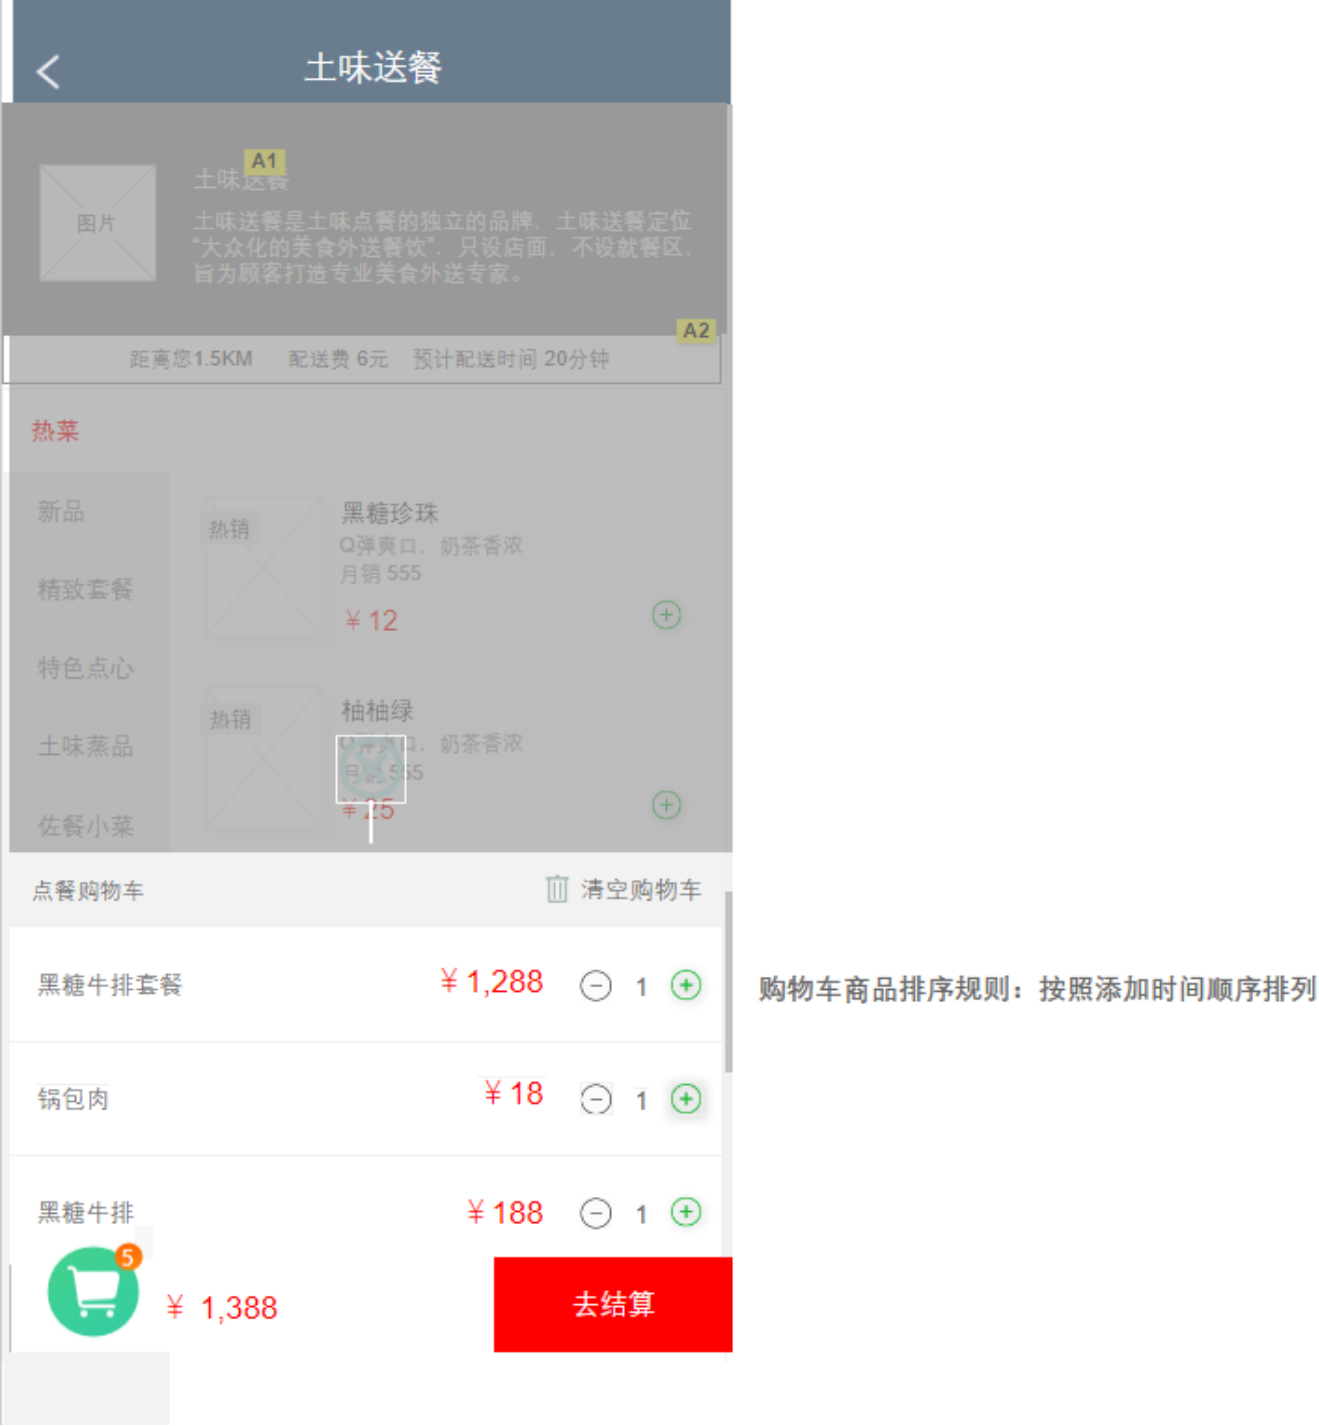 土味送餐
A1
土味送餐
图片
土味送餐是土味点餐的独立的品牌，土味送餐定位
“大众化的美食外送餐饮”，只设店面，不设就餐区，
旨为顾客打造专业美食外送专家。
A2
距离您1.5KM 配送费 6元 预计配送时间 20分钟
热菜
新品
精致套餐
特色点心
土味蒸品
佐餐小菜
热销
黑糖珍珠
Q弹爽口，奶茶香浓
月销 555
￥12
热销
柚柚绿
Q弹爽口，奶茶香浓
月销 555
￥25
点餐购物车 清空购物车
黑糖牛排套餐 ￥1,288 1
购物车商品排序规则：按照添加时间顺序排列
锅包肉 ￥18 1
黑糖牛排 ￥188 1
5
￥ 1,388
去结算